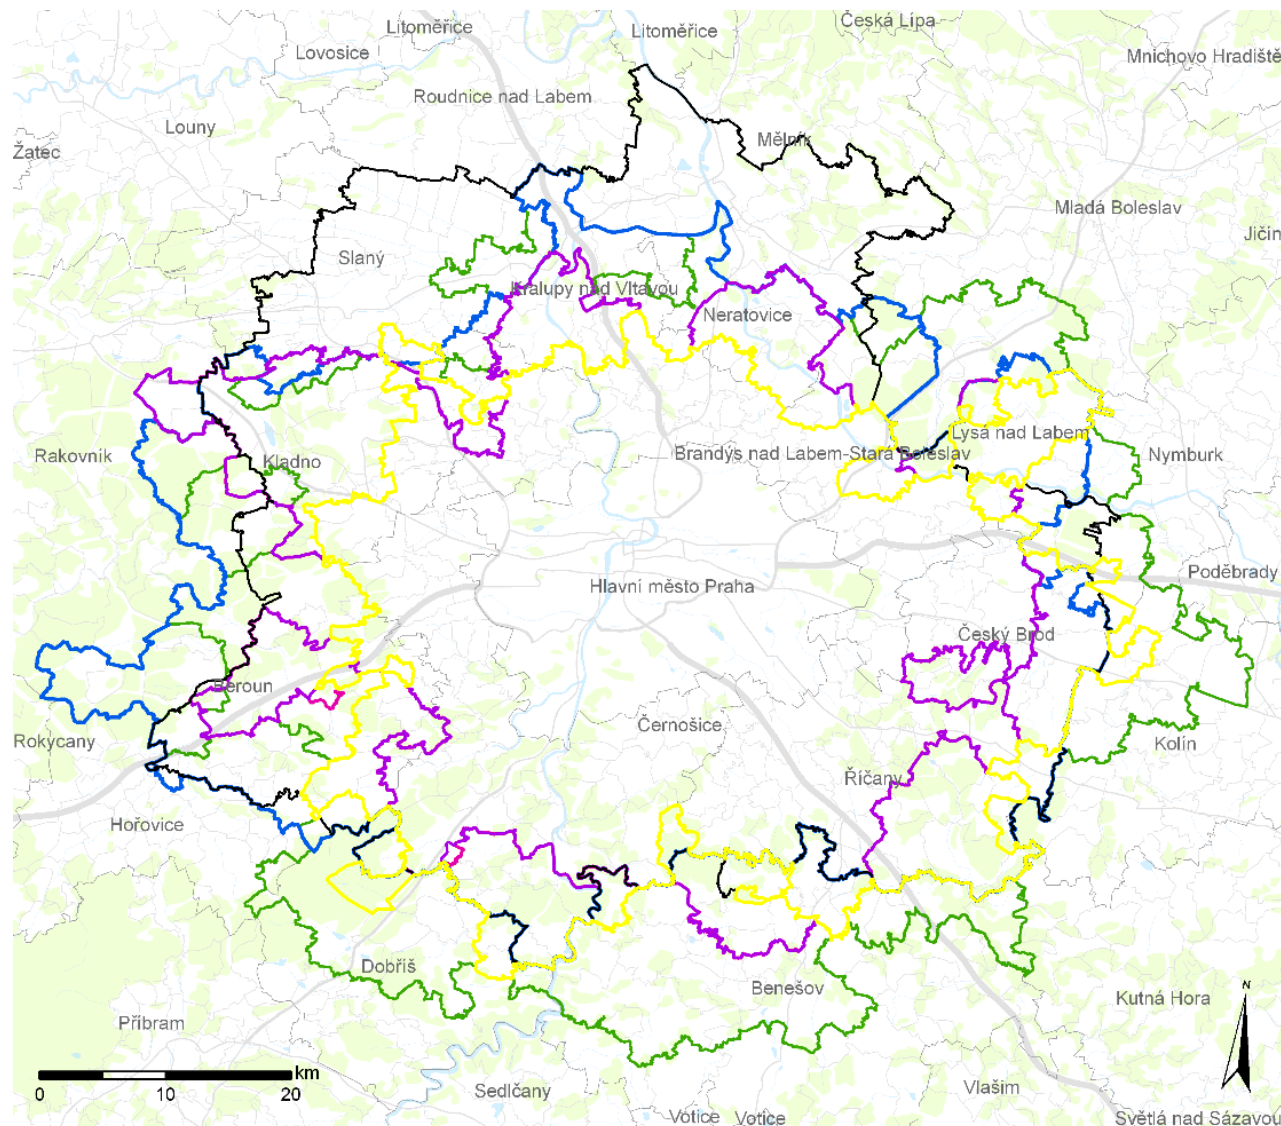 Litoměřice
Litoměřice
Česká Lípa
Lovosice
Mnichovo Hradiště
Roudnice nad Labem
Louny
Mělník
Žatec
Mladá Boleslav
Jičín
Slaný
Kralupy nad Vltavou
Neratovice
Lysá nad Labem
Rakovník
Kladno
Brandýs nad Labem-Stará Boleslav
Nymburk
Hlavní město Praha
Poděbrady
Český Brod
Beroun
Černošice
Rokycany
Kolín
Říčany
Hořovice
Dobříš
Benešov
Kutná Hora
N
Příbram
km
0 10 20
Sedlčany
Vlašim
Votice Votice
Světlá nad Sázavou